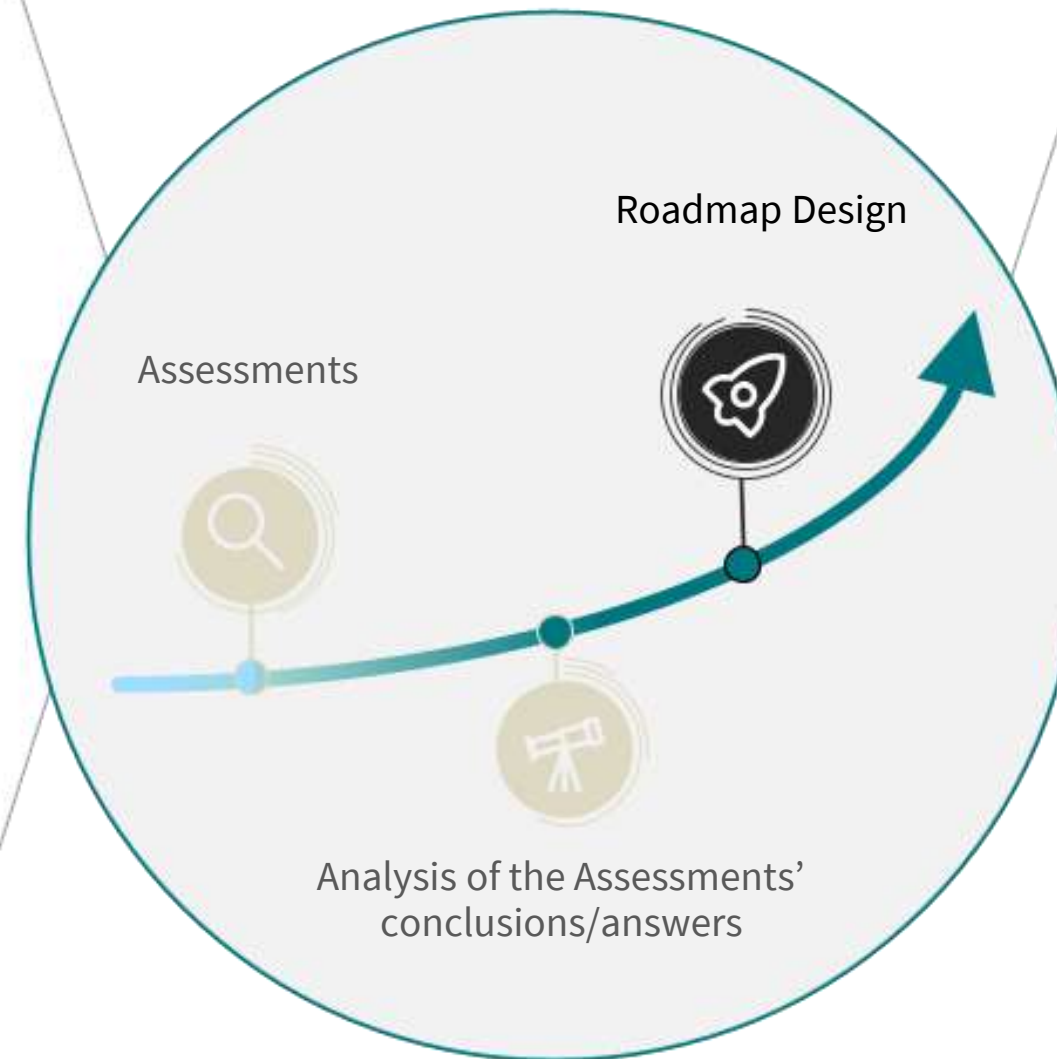 Roadmap Design
Assessments
Analysis of the Assessments’
conclusions/answers